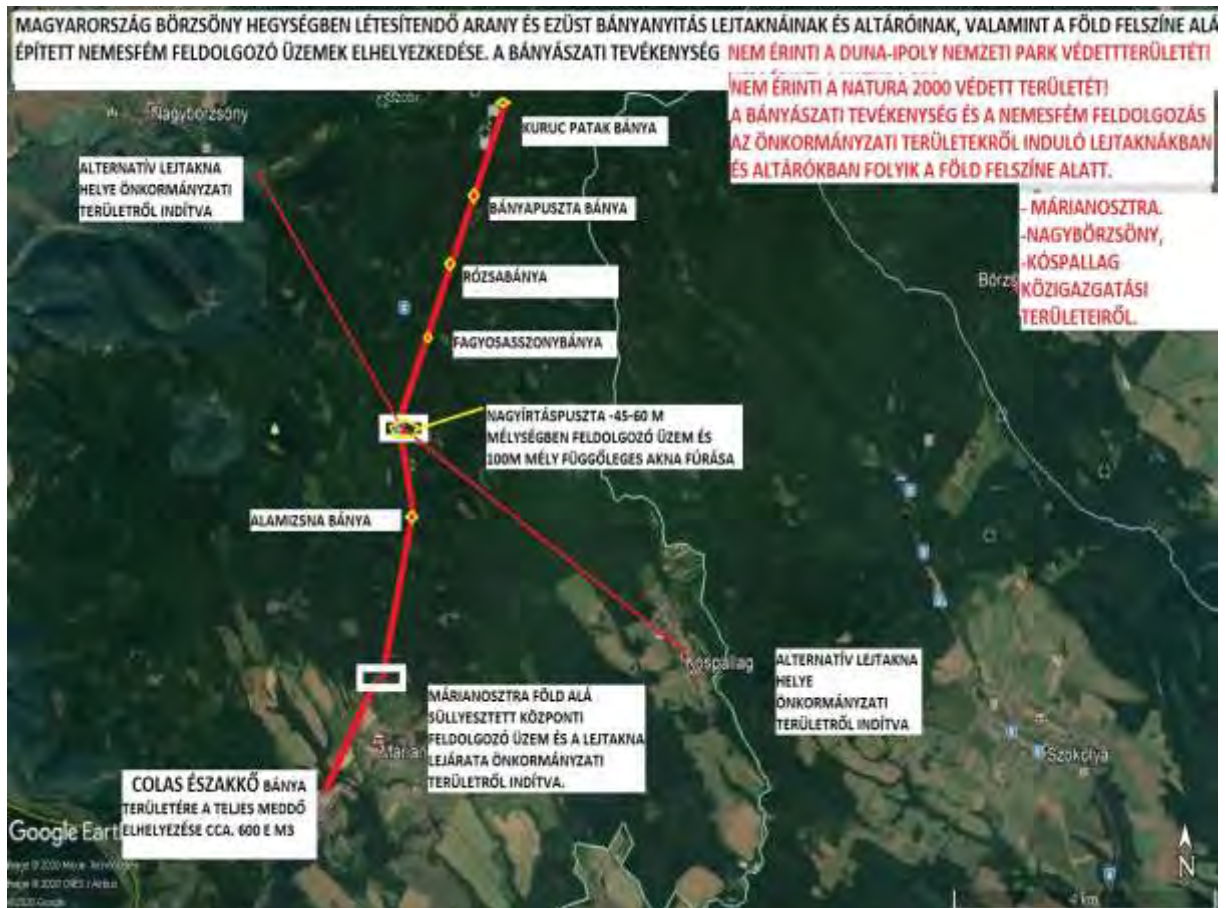 MAGYARORSZÁG BÖRZSÖNY HEGYSÉGBEN LÉTESÍTENDŐ ARANY ÉS EZÜST BÁNYANYITÁS LEJTAKNÁINAK ÉS ALTÁRÓINAK, VALAMINT A FÖLD FELSZÍNE ALÁ
ÉPÍTETT NEMESFÉM FELDOLGOZÓ ÜZEMEK ELHELYEZKEDÉSE. A BÁNYÁSZATI TEVÉKENYSÉG NEM ÉRINTI A DUNA-IPOLY NEMZETI PARK VÉDETTTERÜLETÉT!
NEM ÉRINTI A NATURA 2000 VÉDETT TERÜLETÉT!
A BÁNYÁSZATI TEVÉKENYSÉG ÉS A NEMESFÉM FELDOLGOZÁS
AZ ÖNKORMÁNYZATI TERÜLETEKRŐL INDULÓ LEJTAKNÁKBAN
ÉS ALTÁRÓKBAN FOLYIK A FÖLD FELSZÍNE ALATT.
- MÁRIANOSZTRA.
-NAGYBÖRZSÖNY,
-KÓSPALLAG
KÖZIGAZGATÁSI
TERÜLETEIRŐL.
Nagybörzsöny
KURUC PATAK BÁNYA
ALTERNATÍV LEJTAKNA
HELYE ÖNKORMÁNYZATI
TERÜLETRŐL INDÍTVA
BÁNYAPUSZTA BÁNYA
RÓZSABÁNYA
Börzs
FAGYOSASSZONYBÁNYA
NAGYÍRTÁSPUSZTA -45-60 M
MÉLYSÉGBEN FELDOLGOZÓ ÜZEM ÉS
100M MÉLY FÜGGŐLEGES AKNA FÚRÁSA
ALAMIZSNA BÁNYA
Kóspallag
ALTERNATÍV LEJTAKNA
HELYE
ÖNKORMÁNYZATI
TERÜLETRŐL INDÍTVA
MÁRIANOSZTRA FÖLD ALÁ
SÜLLYESZTETT KÖZPONTI
FELDOLGOZÓ ÜZEM ÉS A LEJTAKNA
LEJÁRATA ÖNKORMÁNYZATI
TERÜLETRŐL INDÍTVA.
Márian
Szokolya
COLAS ÉSZAKKŐ BÁNYA
TERÜLETÉRE A TELJES MEDDŐ
ELHELYEZÉSE CCA. 600 E M3
Google Eart
N
4 km